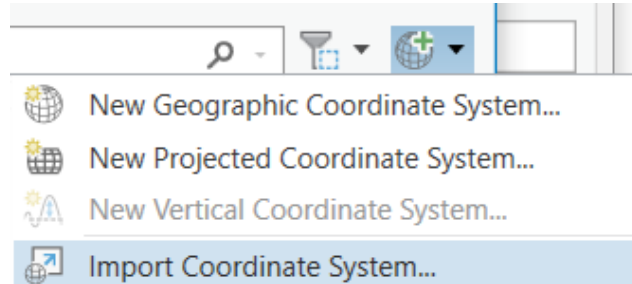 New Geographic Coordinate System...
New Projected Coordinate System...
New Vertical Coordinate System...
Import Coordinate System...